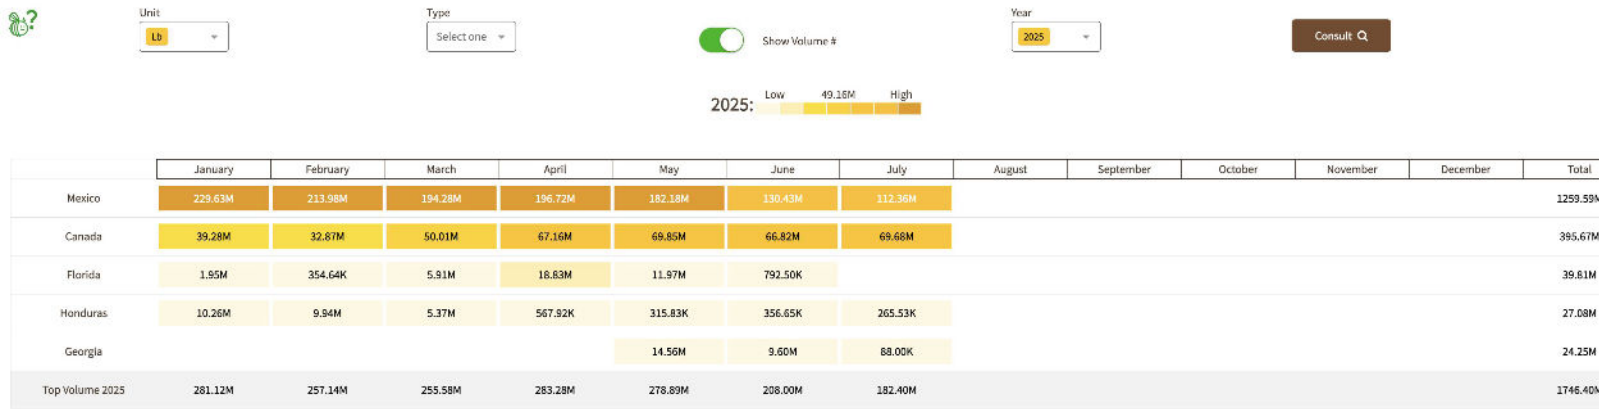 Unit Type Year
Lb Select one Show Volume # 2025 Consult
2025: Low 49.16M High
January February March April May June July August September October November December Total
Mexico 229.63M 213.98M 194.28M 196.72M 182.18M 130.43M 112.36M 1259.59M
Canada 39.28M 32.87M 50.01M 67.16M 69.85M 66.82M 69.68M 395.67M
Florida 1.95M 354.64K 5.91M 18.83M 11.97M 792.50K 39.81M
Honduras 10.26M 9.94M 5.37M 567.92K 315.83K 356.65K 265.53K 27.08M
Georgia 14.56M 9.60M 88.00K 24.25M
Top Volume 2025 281.12M 257.14M 255.58M 283.28M 278.89M 208.00M 182.40M 1746.40M